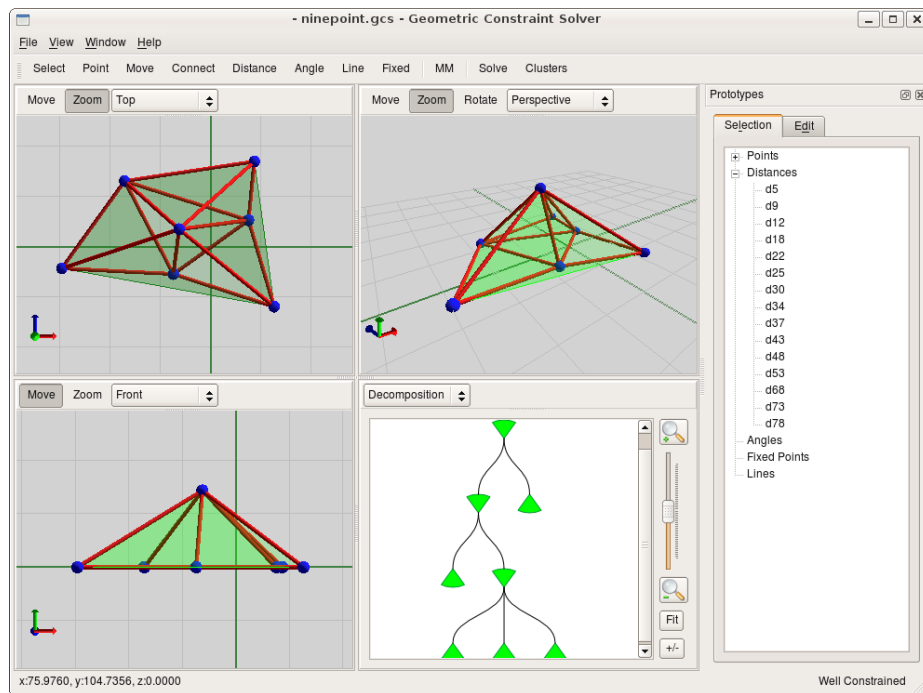 - ninepoint.gcs - Geometric Constraint Solver
File View Window Help
Select Point Move Connect Distance Angle Line Fixed MM Solve Clusters
Move Zoom Top
Move Zoom Rotate Perspective
Prototypes
Selection Edit
Points
Distances
d5
d9
d12
d18
d22
d25
d30
d34
d37
d43
d48
d53
d68
d73
d78
Angles
Fixed Points
Lines
Move Zoom Front
Decomposition
Fit
+/-
x:75.9760, y:104.7356, z:0.0000
Well Constrained